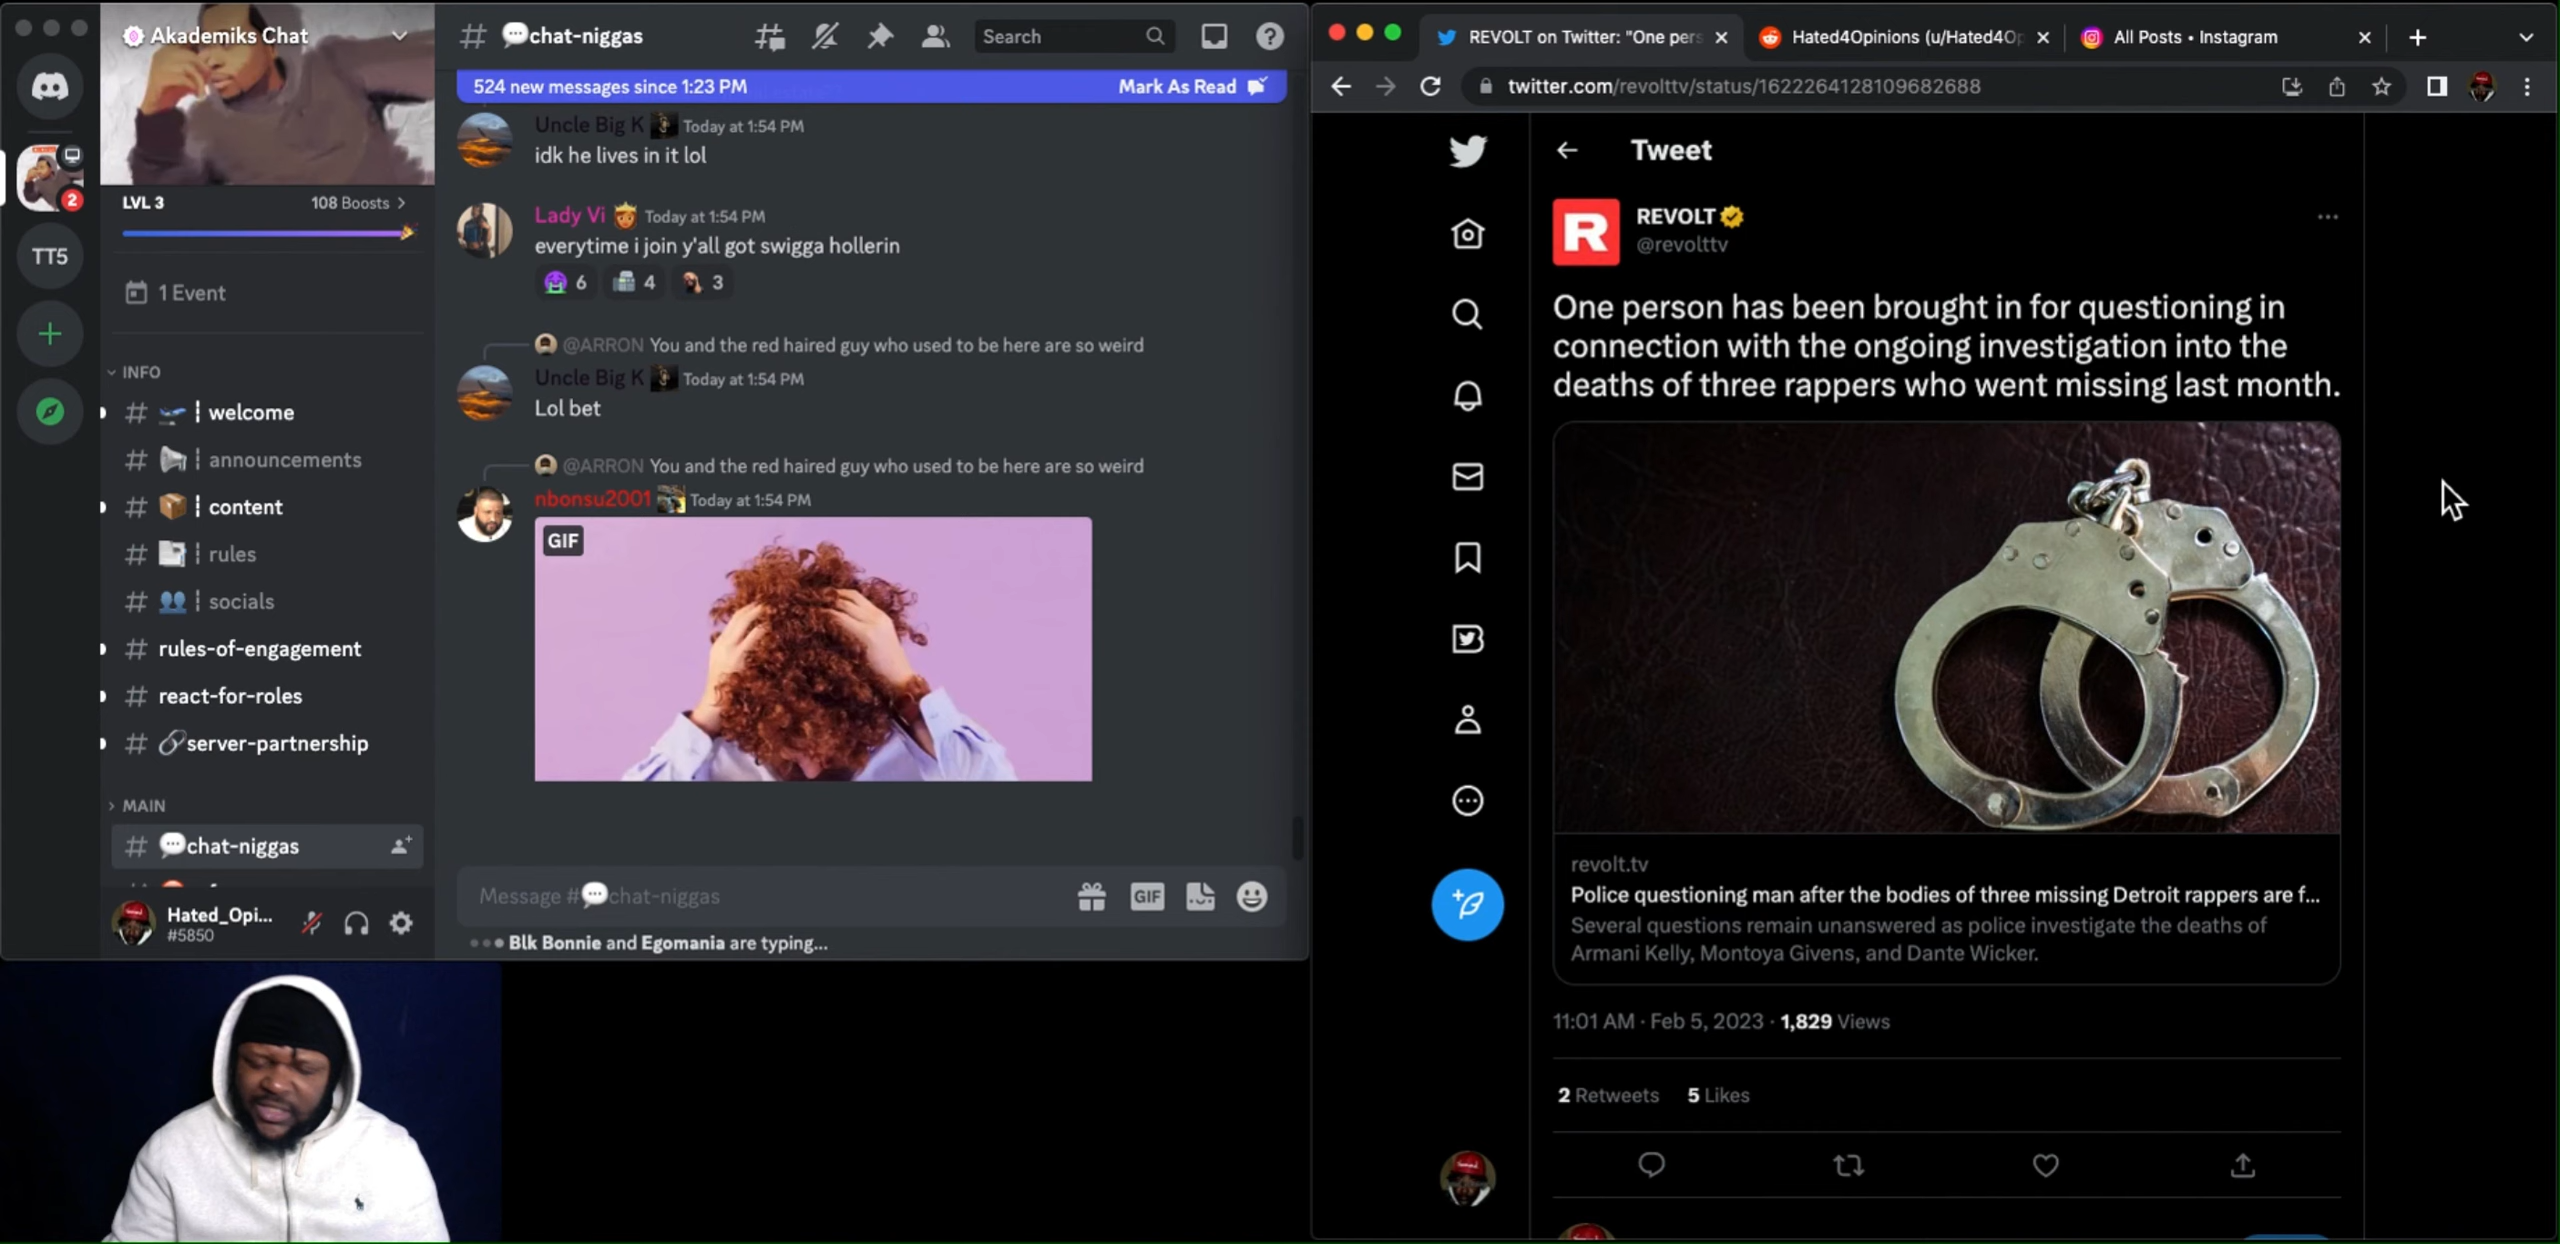 Akademiks Chat
LVL 3
108 Boosts
TT5
2
1 Event
INFO
# | welcome
# | announcements
# | content
# | rules
# | socials
# rules-of-engagement
# react-for-roles
# server-partnership
MAIN
# chat-niggas
Hated_Opi...
#5850
# chat-niggas
Search
524 new messages since 1:23 PM
Mark As Read
Uncle Big K Today at 1:54 PM
idk he lives in it lol
Lady Vi Today at 1:54 PM
everytime i join y'all got swigga hollerin
6 4 3
@ARRON You and the red haired guy who used to be here are so weird
Uncle Big K Today at 1:54 PM
Lol bet
@ARRON You and the red haired guy who used to be here are so weird
nbonsu2001 Today at 1:54 PM
GIF
Message # chat-niggas
GIF
Blk Bonnie and Egomania are typing...
REVOLT on Twitter: "One pers
Hated4Opinions (u/Hated4Op
All Posts • Instagram
twitter.com/revolttv/status/1622264128109682688
Tweet
R
REVOLT
@revolttv
One person has been brought in for questioning in
connection with the ongoing investigation into the
deaths of three rappers who went missing last month.
revolt.tv
Police questioning man after the bodies of three missing Detroit rappers are f...
Several questions remain unanswered as police investigate the deaths of
Armani Kelly, Montoya Givens, and Dante Wicker.
11:01 AM · Feb 5, 2023 · 1,829 Views
2 Retweets 5 Likes